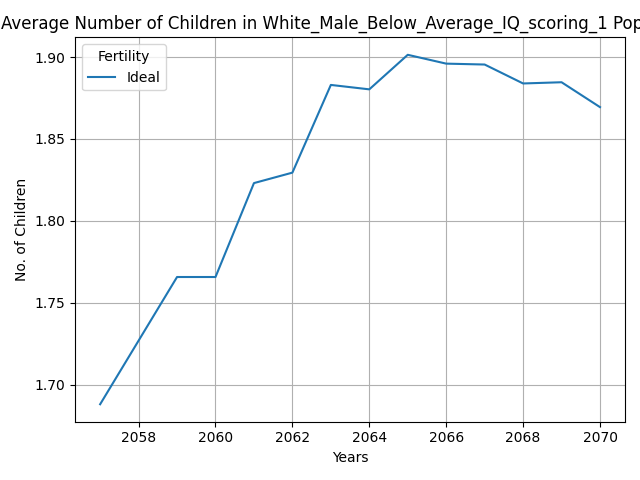 Average Number of Children in White_Male_Below_Average_IQ_scoring_1 Pop
Fertility
Ideal
1.90
1.85
1.80
1.75
1.70
No. of Children
2058 2060 2062 2064 2066 2068 2070
Years